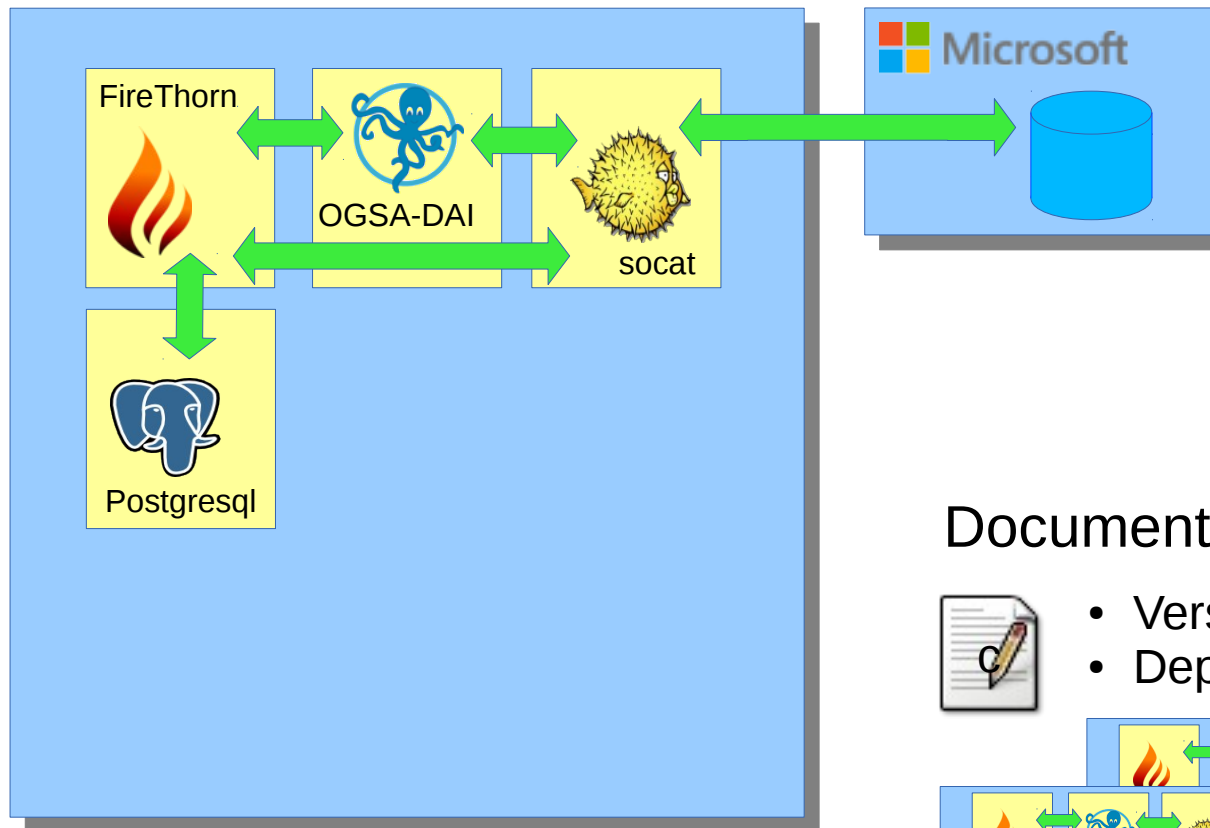 FireThorn
OGSA-DAI
socat
Postgresql
Microsoft
Document
c
• Vers
• Dep